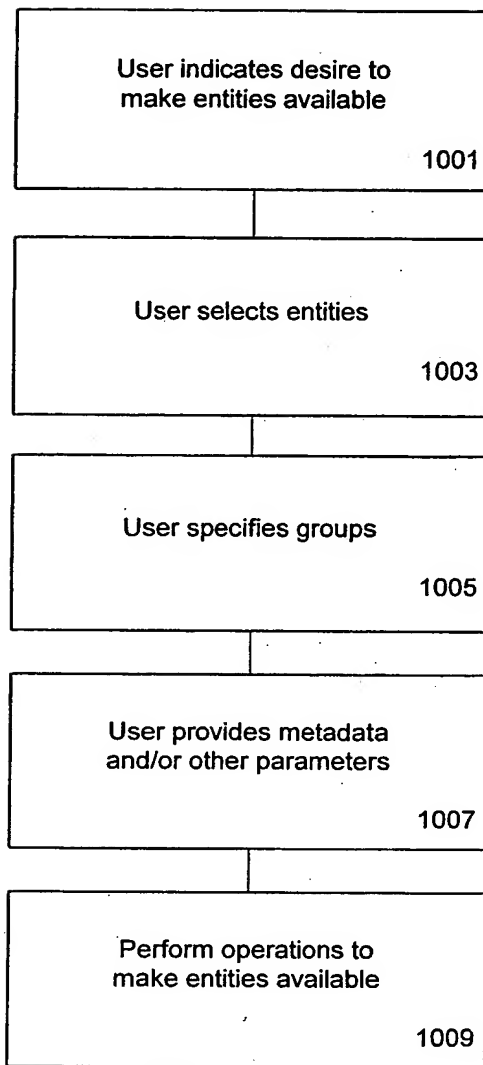 User indicates desire to
make entities available
1001
User selects entities
1003
User specifies groups
1005
User provides metadata
and/or other parameters
1007
Perform operations to
make entities available
1009